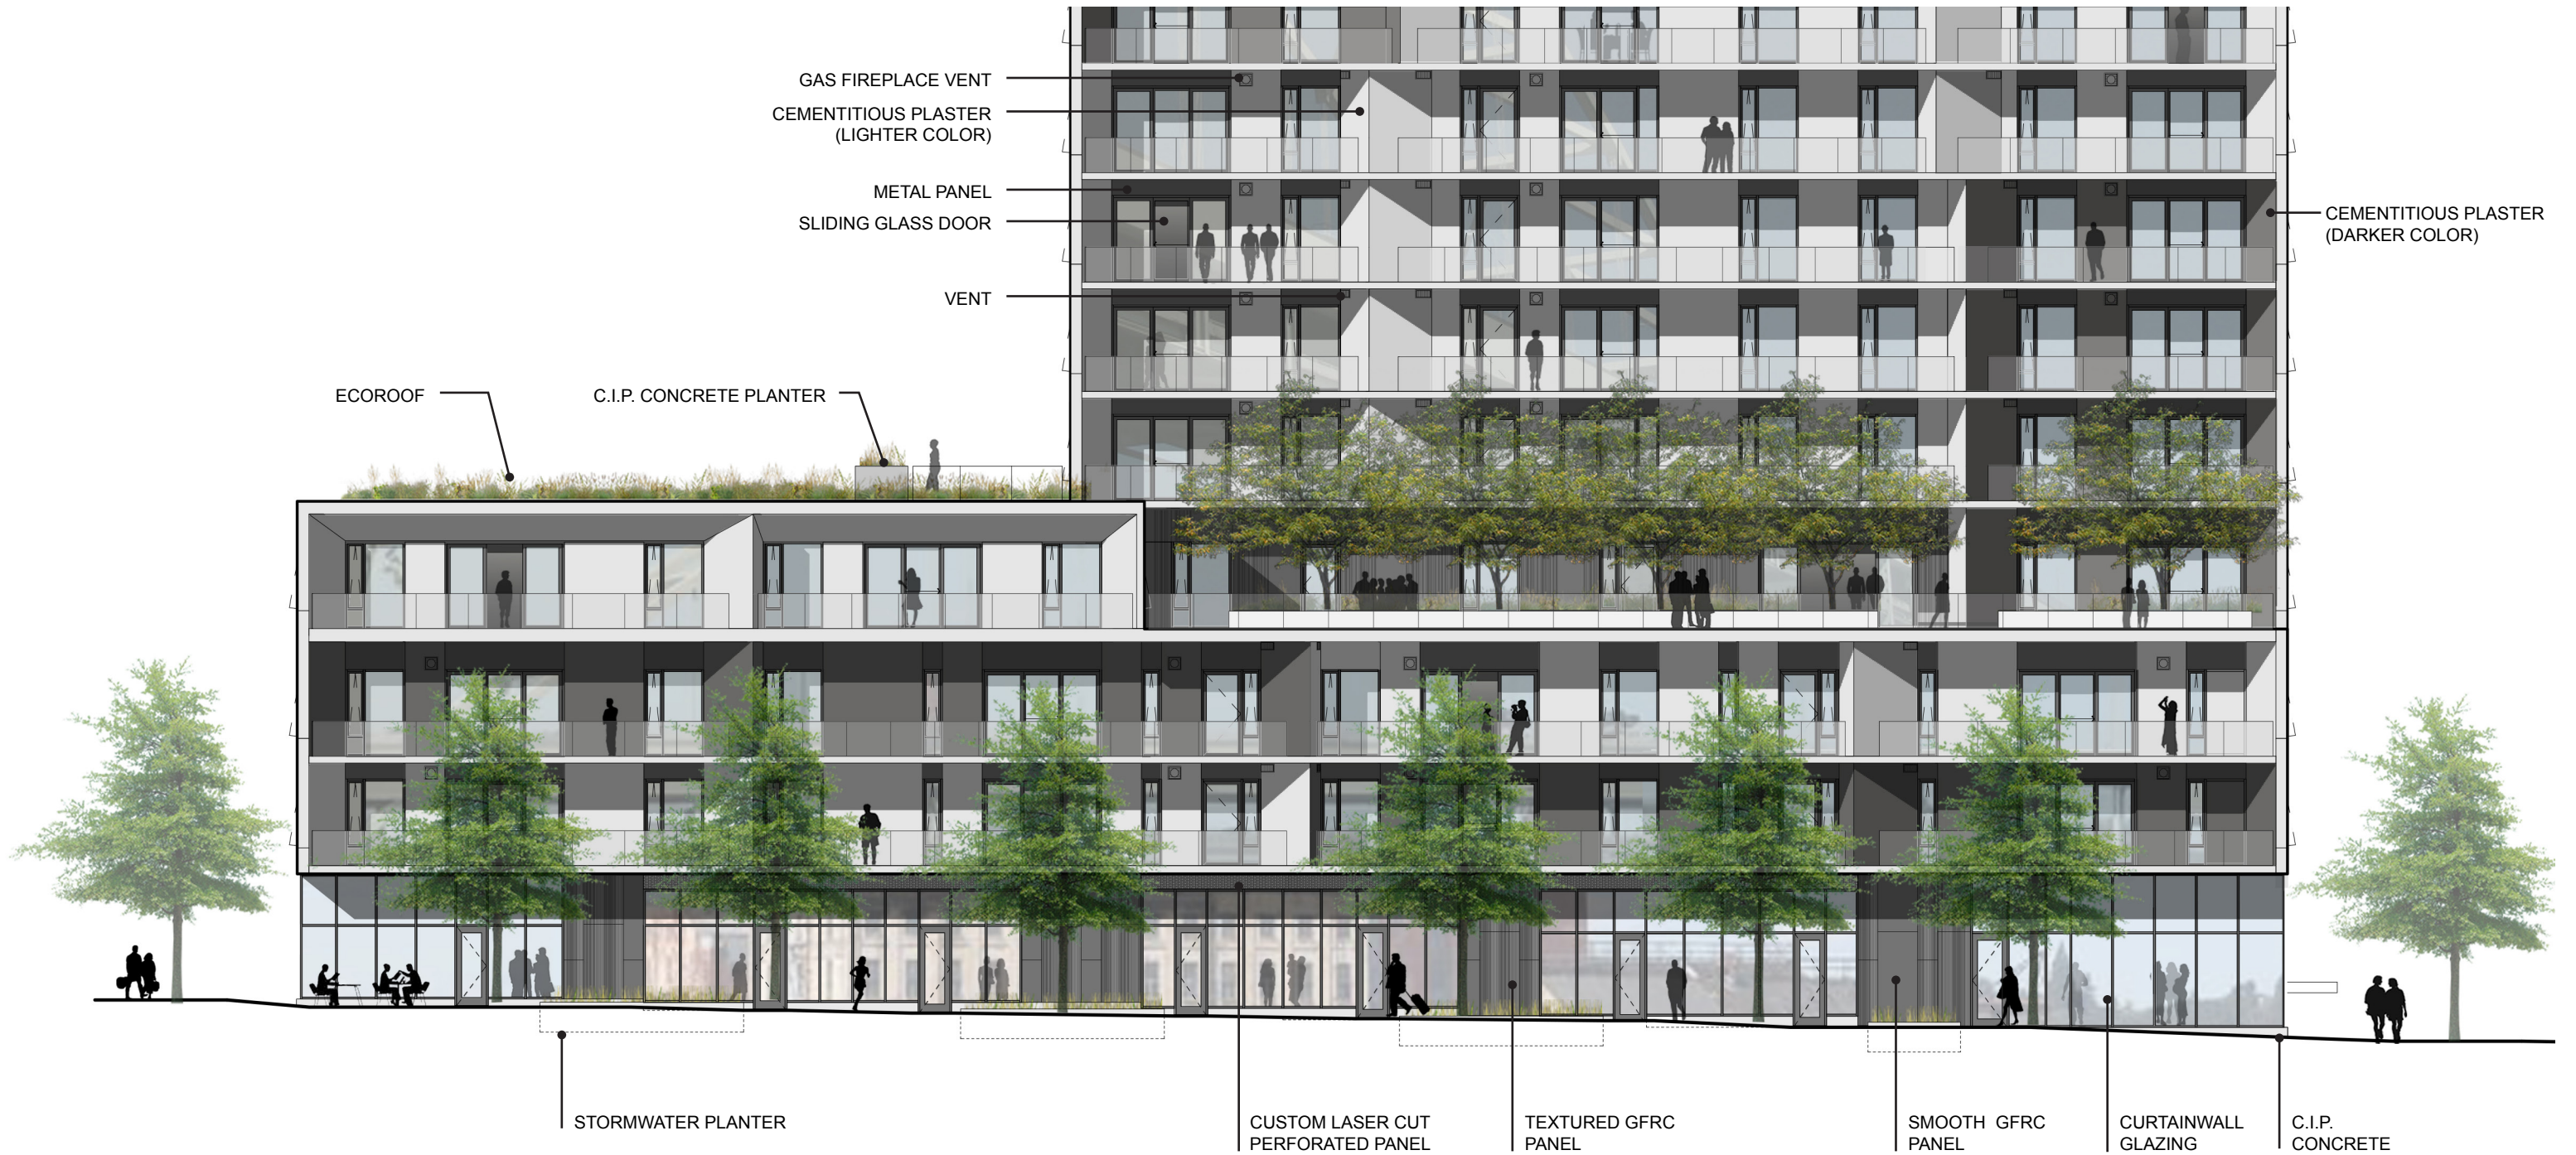 GAS FIREPLACE VENT
CEMENTITIOUS PLASTER
(LIGHTER COLOR)
METAL PANEL
SLIDING GLASS DOOR
CEMENTITIOUS PLASTER
(DARKER COLOR)
VENT
ECOROOF
C.I.P. CONCRETE PLANTER
STORMWATER PLANTER
CUSTOM LASER CUT
PERFORATED PANEL
TEXTURED GFRC
PANEL
SMOOTH GFRC
PANEL
CURTAINWALL
GLAZING
C.I.P.
CONCRETE